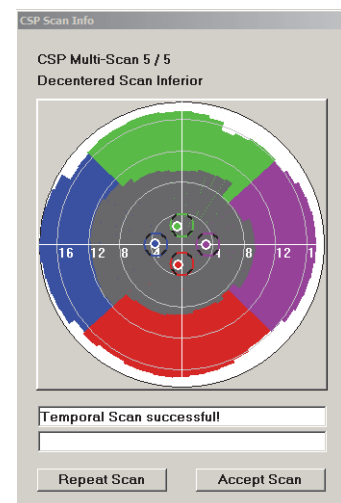 CSP Scan Info
CSP Multi-Scan 5 / 5
Decentered Scan Inferior
16 12 8 4 4 8 12 1
Temporal Scan successful!
Repeat Scan Accept Scan